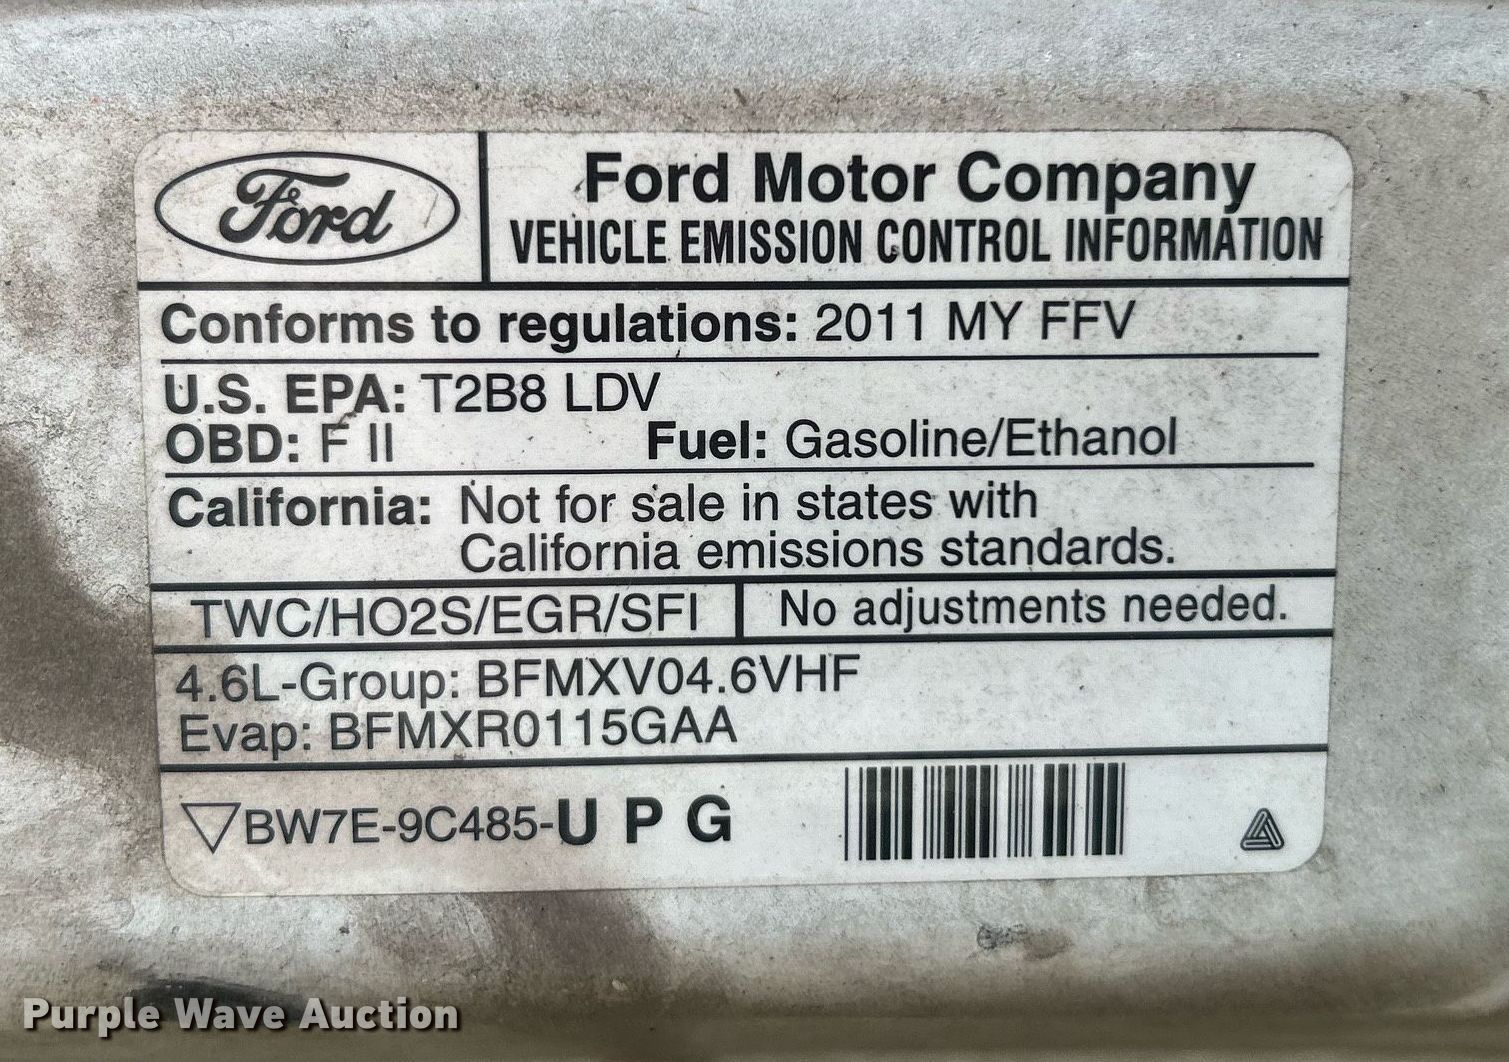 Ford
Ford Motor Company
VEHICLE EMISSION CONTROL INFORMATION
Conforms to regulations: 2011 MY FFV
U.S. EPA: T2B8 LDV
OBD: F II Fuel: Gasoline/Ethanol
California: Not for sale in states with
California emissions standards.
TWC/HO2S/EGR/SFI No adjustments needed.
4.6L-Group: BFMXV04.6VHF
Evap: BFMXR0115GAA
BW7E-9C485-U P G
Purple Wave Auction